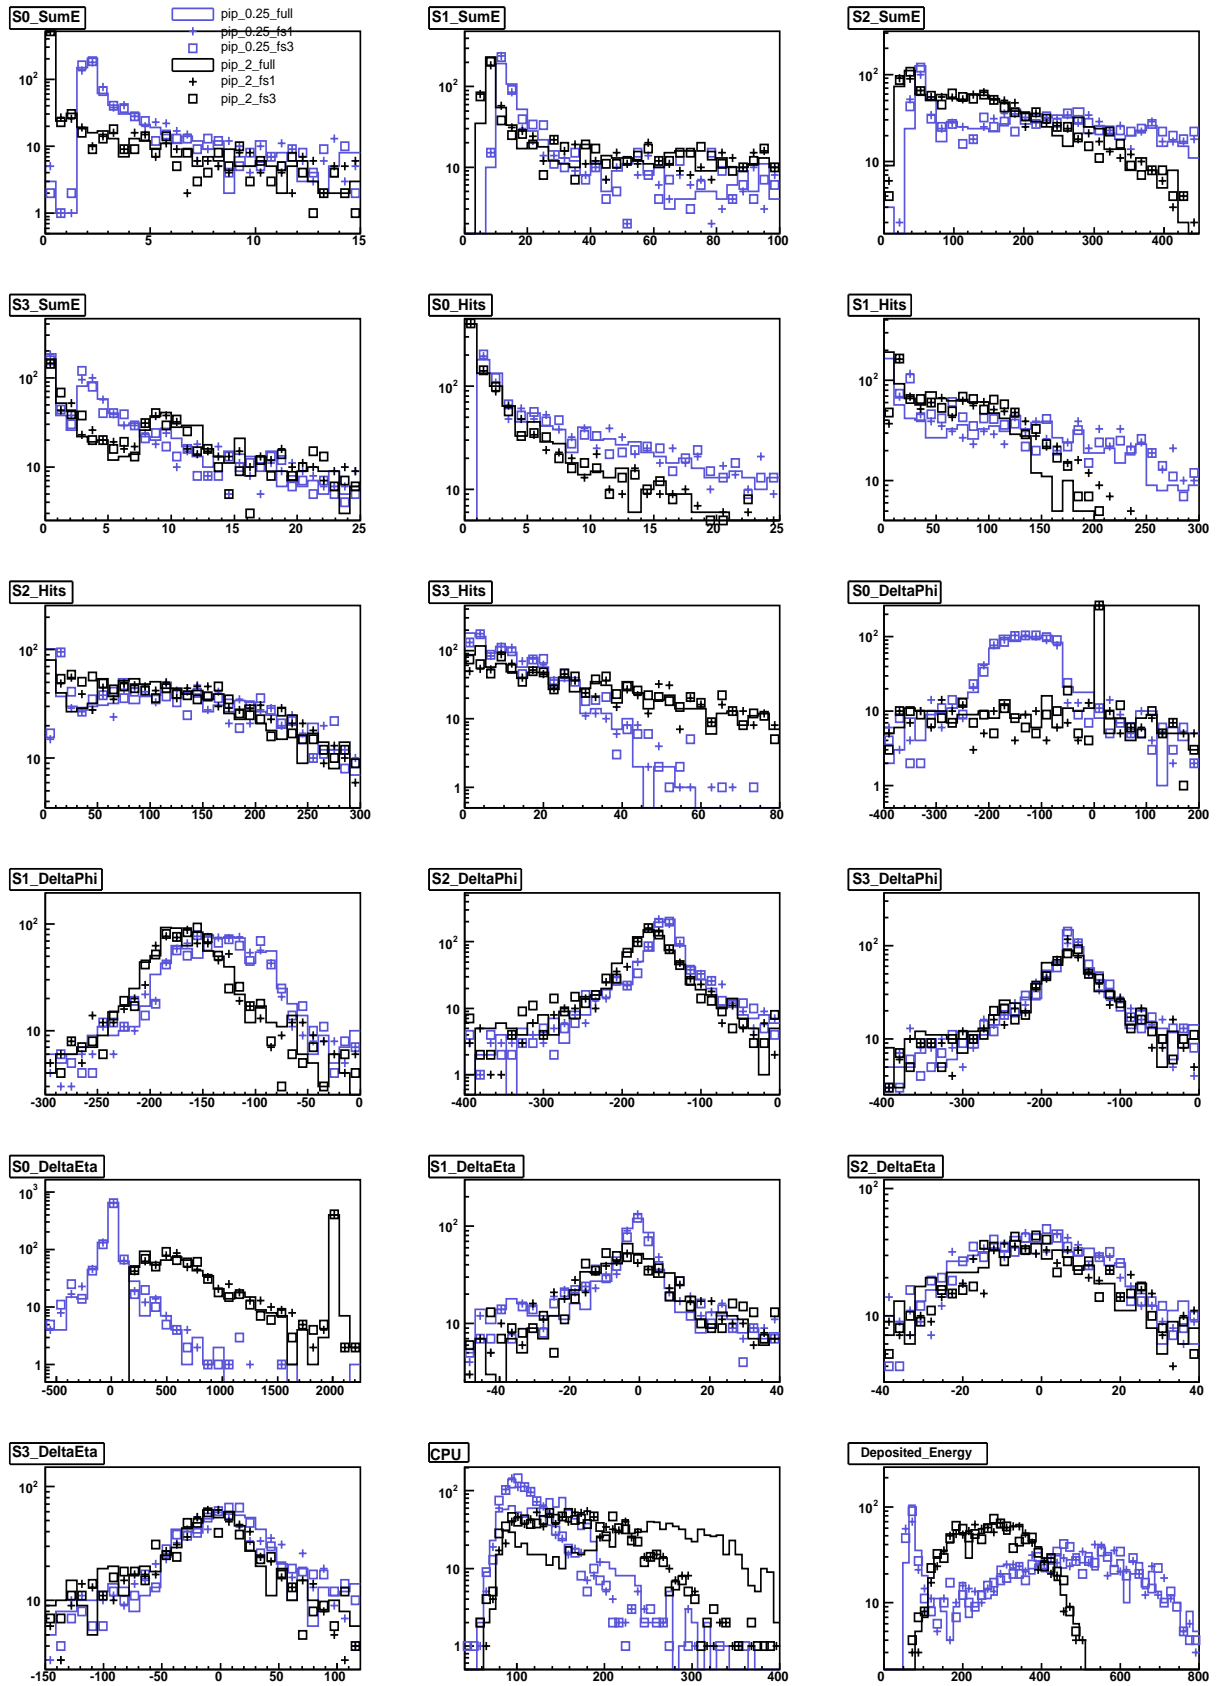 S0_SumE
pip_0.25_full
pip_0.25_fs1
pip_0.25_fs3
pip_2_full
pip_2_fs1
pip_2_fs3
10²
10
1
0 5 10 15
S1_SumE
10²
10
0 20 40 60 80 100
S2_SumE
10²
10
0 100 200 300 400
S3_SumE
10²
10
0 5 10 15 20 25
S0_Hits
10²
10
0 5 10 15 20 25
S1_Hits
10²
10
0 50 100 150 200 250 300
S2_Hits
10²
10
50 100 150 200 250 300
S3_Hits
10²
10
1
0 20 40 60 80
S0_DeltaPhi
10²
10
1
-400 -300 -200 -100 0 100 200
S1_DeltaPhi
10²
10
-300 -250 -200 -150 -100 -50 0
S2_DeltaPhi
10²
10
1
-400 -300 -200 -100 0
S3_DeltaPhi
10²
10
-400 -300 -200 -100 0
S0_DeltaEta
10³
10²
10
1
-500 0 500 1000 1500 2000
S1_DeltaEta
10²
10
-40 -20 0 20 40
S2_DeltaEta
10²
10
-40 -20 0 20 40
S3_DeltaEta
10²
10
-150 -100 -50 0 50 100
CPU
10²
10
1
100 200 300 400
Deposited_Energy
10²
10
0 200 400 600 800